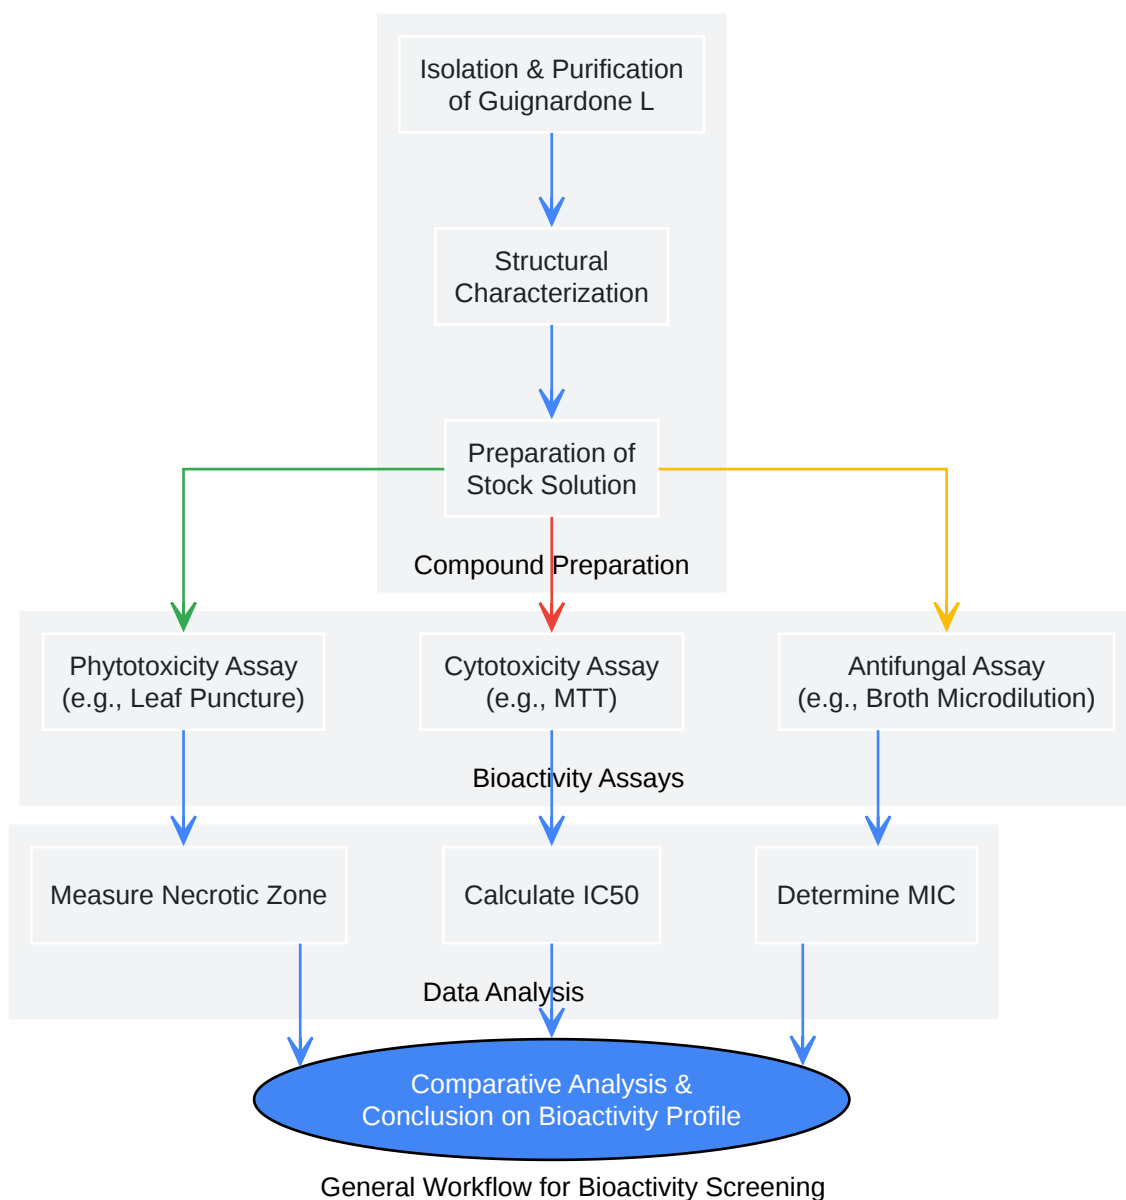 Isolation & Purification
of Guignardone L
Structural
Characterization
Preparation of
Stock Solution
Compound Preparation
Phytotoxicity Assay
(e.g., Leaf Puncture)
Cytotoxicity Assay
(e.g., MTT)
Antifungal Assay
(e.g., Broth Microdilution)
Bioactivity Assays
Measure Necrotic Zone
Calculate IC50
Determine MIC
Data Analysis
Comparative Analysis &
Conclusion on Bioactivity Profile
General Workflow for Bioactivity Screening